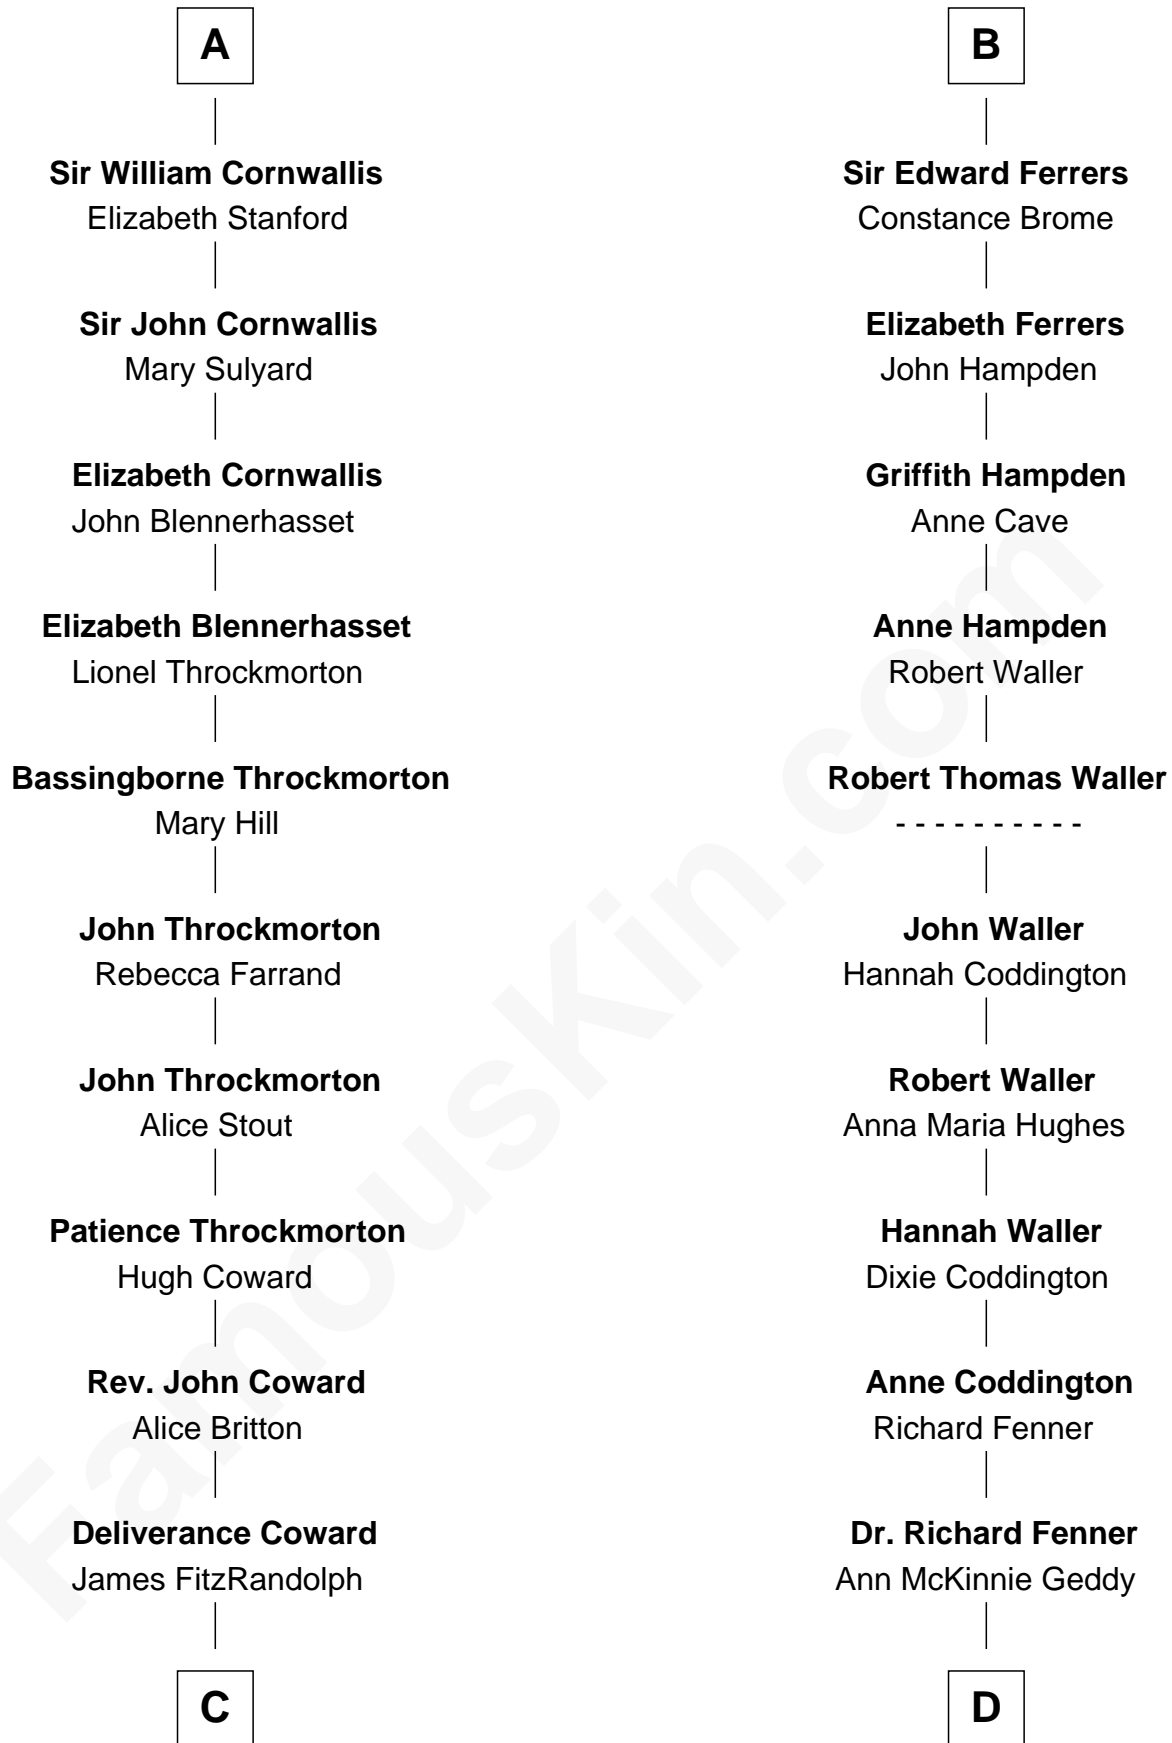 A
Sir William Cornwallis
Elizabeth Stanford
Sir John Cornwallis
Mary Sulyard
Elizabeth Cornwallis
John Blennerhasset
Elizabeth Blennerhasset
Lionel Throckmorton
Bassingborne Throckmorton
Mary Hill
John Throckmorton
Rebecca Farrand
John Throckmorton
Alice Stout
Patience Throckmorton
Hugh Coward
Rev. John Coward
Alice Britton
Deliverance Coward
James FitzRandolph
C
B
Sir Edward Ferrers
Constance Brome
Elizabeth Ferrers
John Hampden
Griffith Hampden
Anne Cave
Anne Hampden
Robert Waller
Robert Thomas Waller
- - - - - - - - - -
John Waller
Hannah Coddington
Robert Waller
Anna Maria Hughes
Hannah Waller
Dixie Coddington
Anne Coddington
Richard Fenner
Dr. Richard Fenner
Ann McKinnie Geddy
D
FamousKin.com